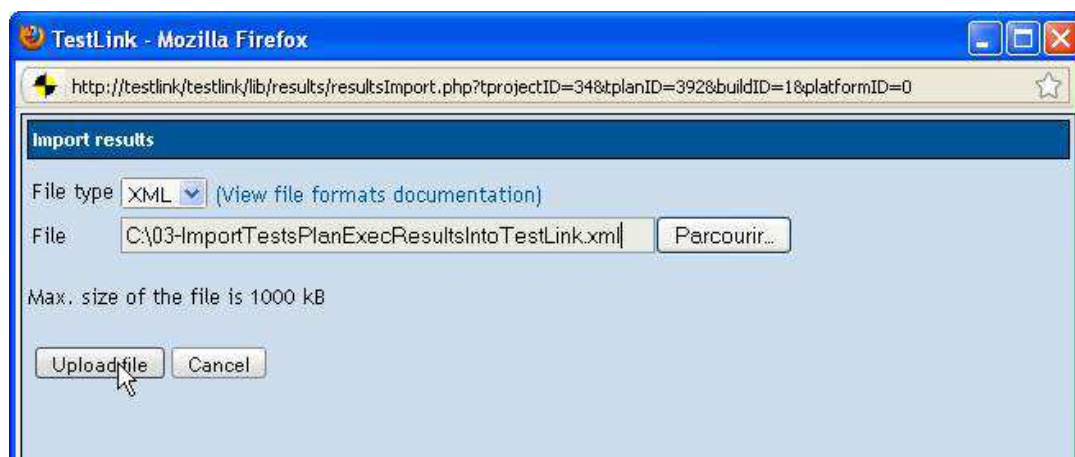 TestLink - Mozilla Firefox
http://testlink/testlink/lib/results/resultsImport.php?tprojectID=34&tplanID=392&buildID=1&platformID=0
Import results
File type XML (View file formats documentation)
File C:\03-ImportTestsPlanExecResultsIntoTestLink.xml Parcourir...
Max. size of the file is 1000 kB
Upload file Cancel